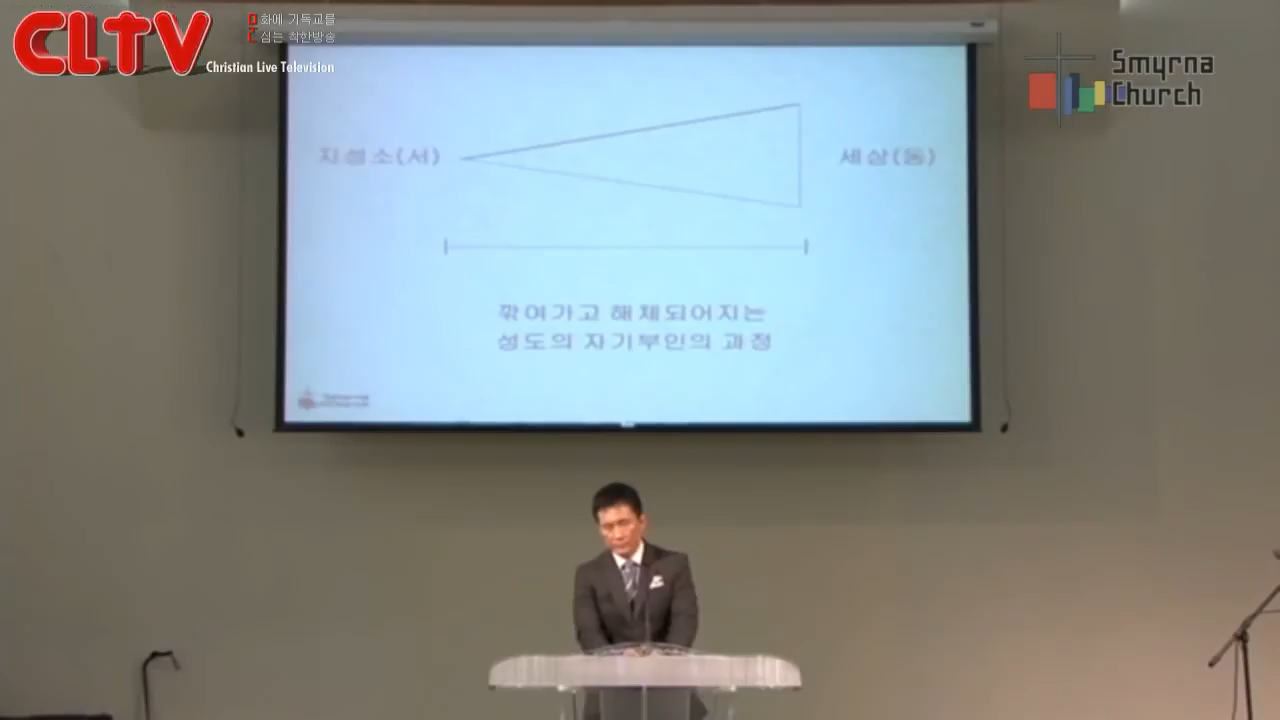 CLTV
문화에 기독교를
심는 착한방송
Christian Live Television
Smyrna
Church
지성소(서)
세상(동)
깎여가고 해체되어지는
성도의 자기부인의 과정